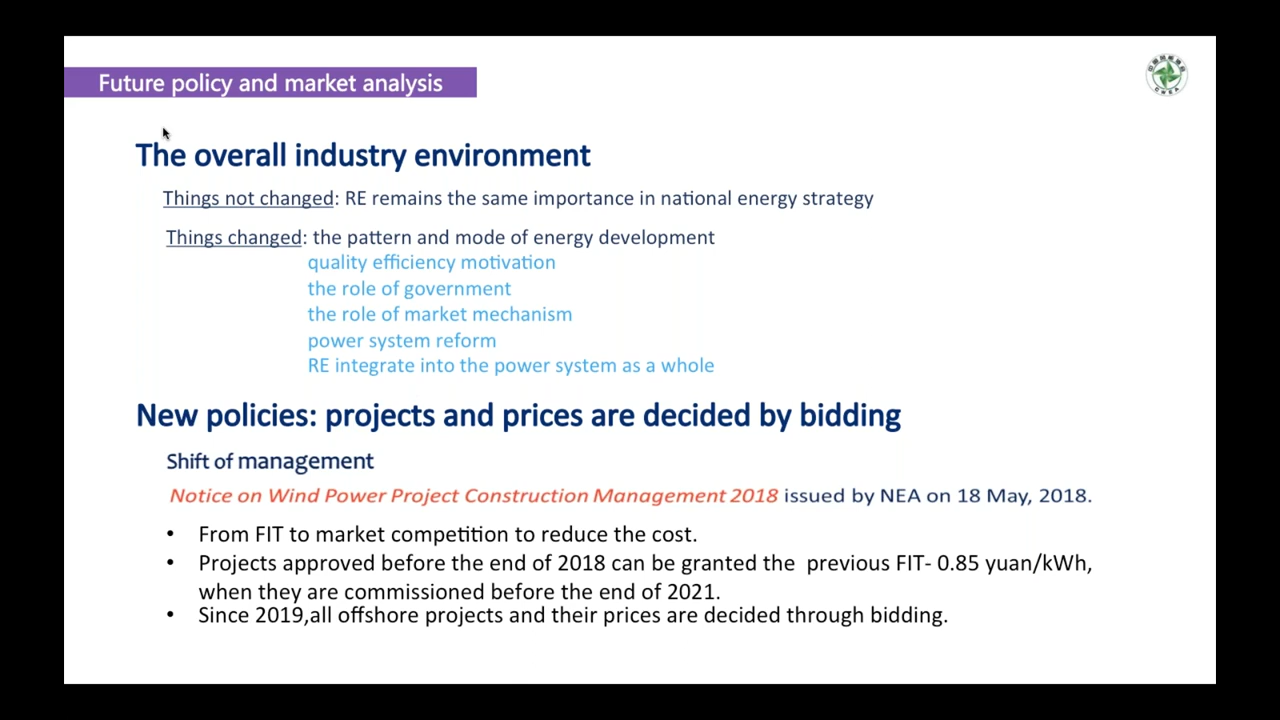 Future policy and market analysis
The overall industry environment
Things not changed: RE remains the same importance in national energy strategy
Things changed: the pattern and mode of energy development
quality efficiency motivation
the role of government
the role of market mechanism
power system reform
RE integrate into the power system as a whole
New policies: projects and prices are decided by bidding
Shift of management
Notice on Wind Power Project Construction Management 2018 issued by NEA on 18 May, 2018.
• From FIT to market competition to reduce the cost.
• Projects approved before the end of 2018 can be granted the previous FIT- 0.85 yuan/kWh,
when they are commissioned before the end of 2021.
• Since 2019,all offshore projects and their prices are decided through bidding.